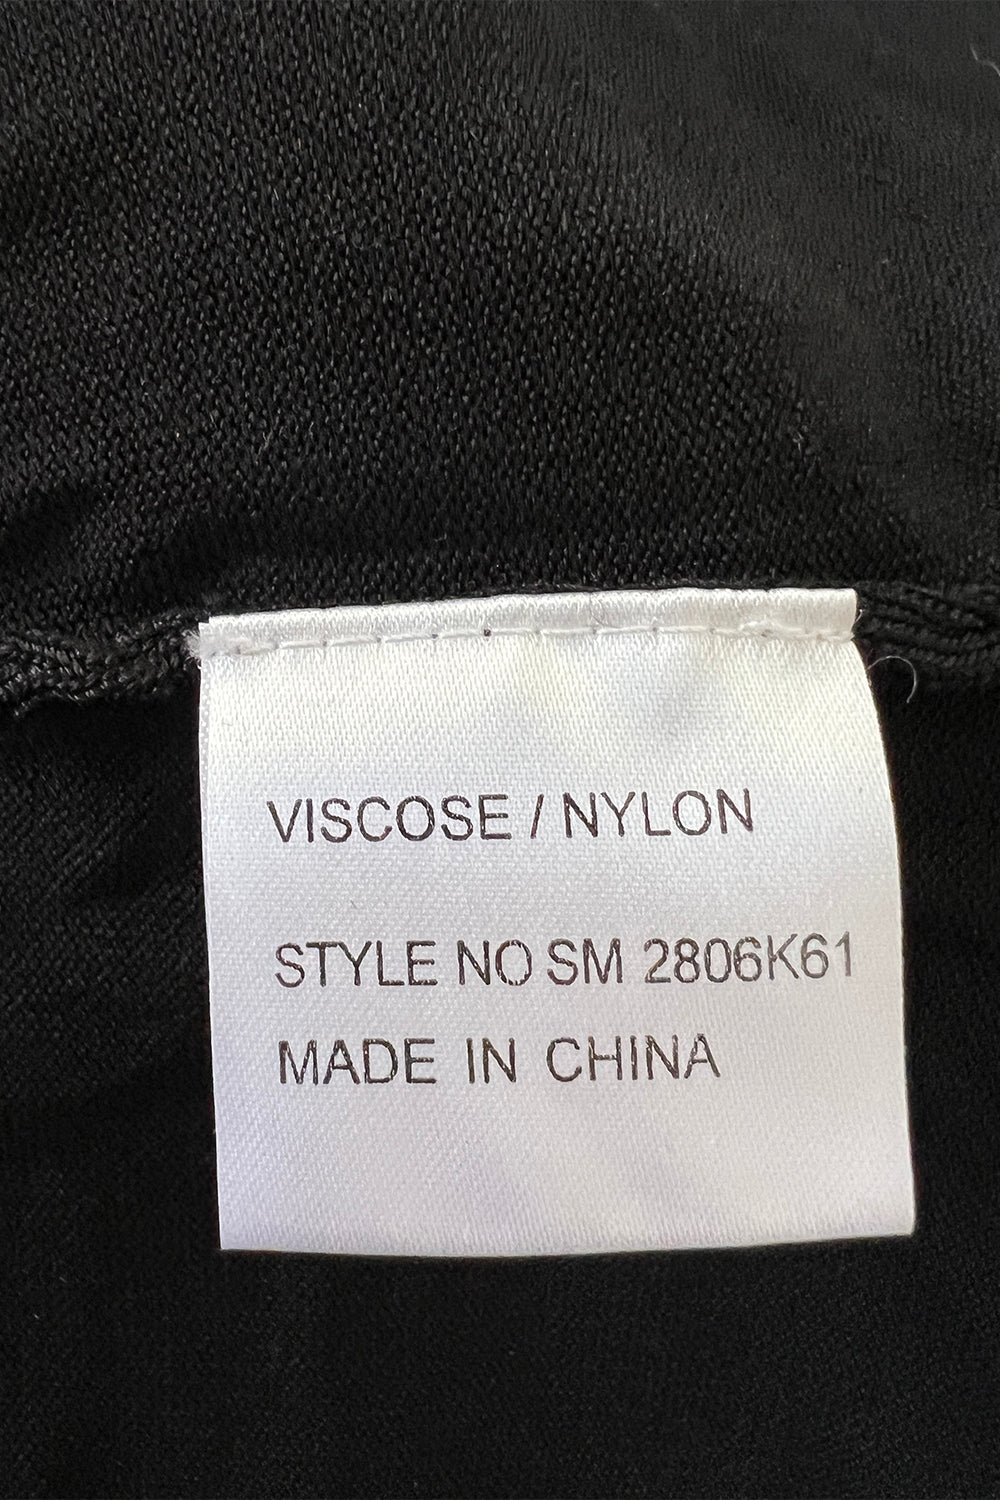 VISCOSE / NYLON
STYLE NO SM 2806K61
MADE IN CHINA